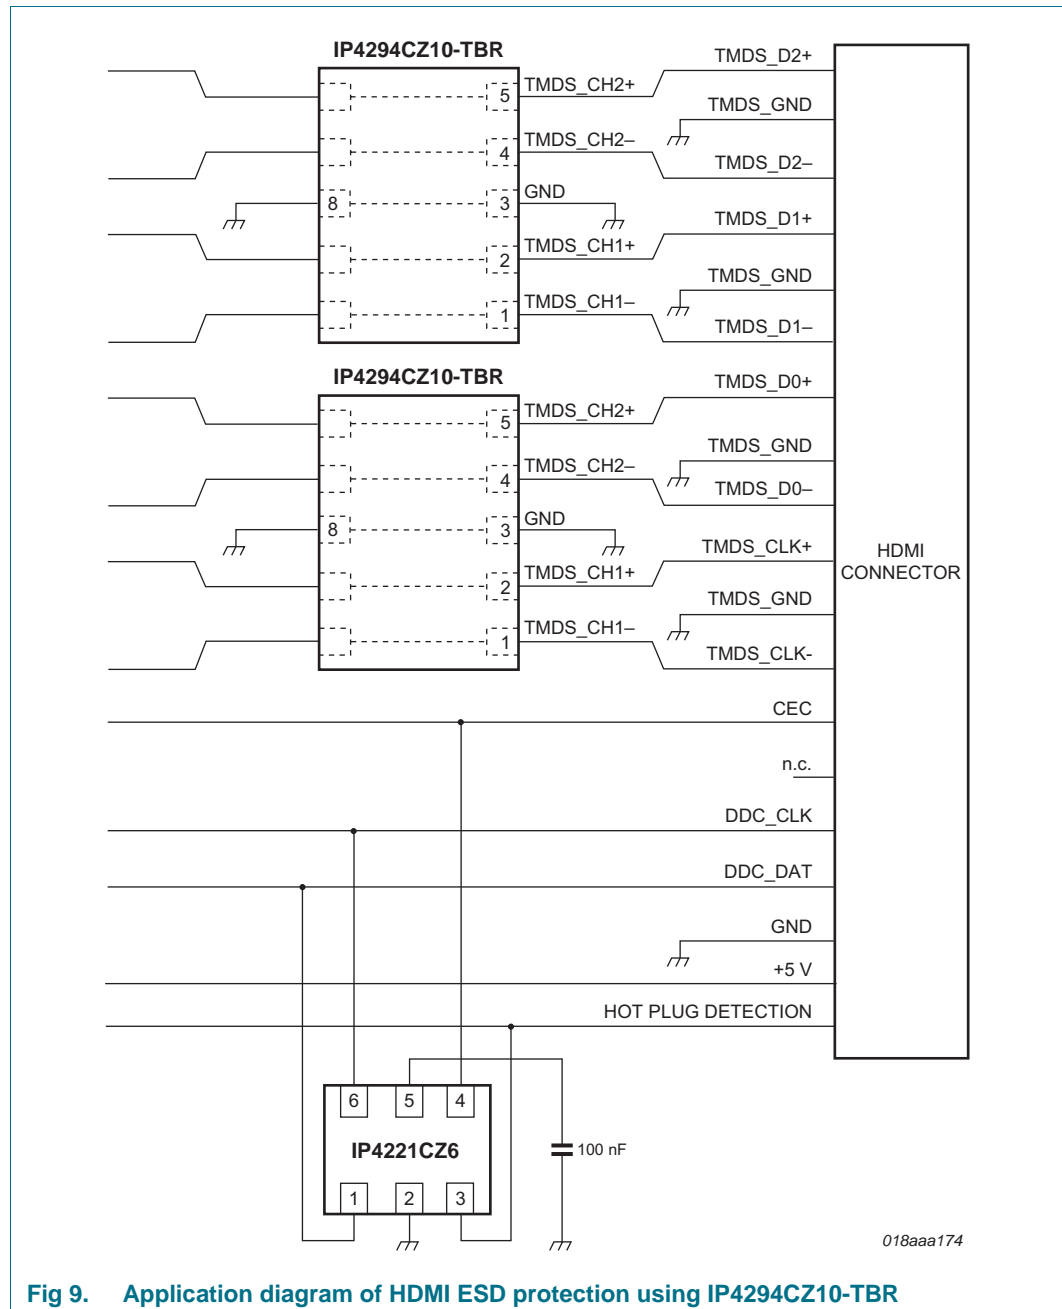 IP4294CZ10-TBR
TMDS_D2+
5
TMDS_CH2+
TMDS_GND
4
TMDS_CH2–
TMDS_D2–
8
3
GND
TMDS_D1+
2
TMDS_CH1+
TMDS_GND
1
TMDS_CH1–
TMDS_D1–
IP4294CZ10-TBR
TMDS_D0+
5
TMDS_CH2+
TMDS_GND
4
TMDS_CH2–
TMDS_D0–
8
3
GND
TMDS_CLK+
2
TMDS_CH1+
TMDS_GND
1
TMDS_CH1–
TMDS_CLK-
HDMI
CONNECTOR
CEC
n.c.
DDC_CLK
DDC_DAT
GND
+5 V
HOT PLUG DETECTION
6 5 4
IP4221CZ6
100 nF
1 2 3
018aaa174
Fig 9. Application diagram of HDMI ESD protection using IP4294CZ10-TBR